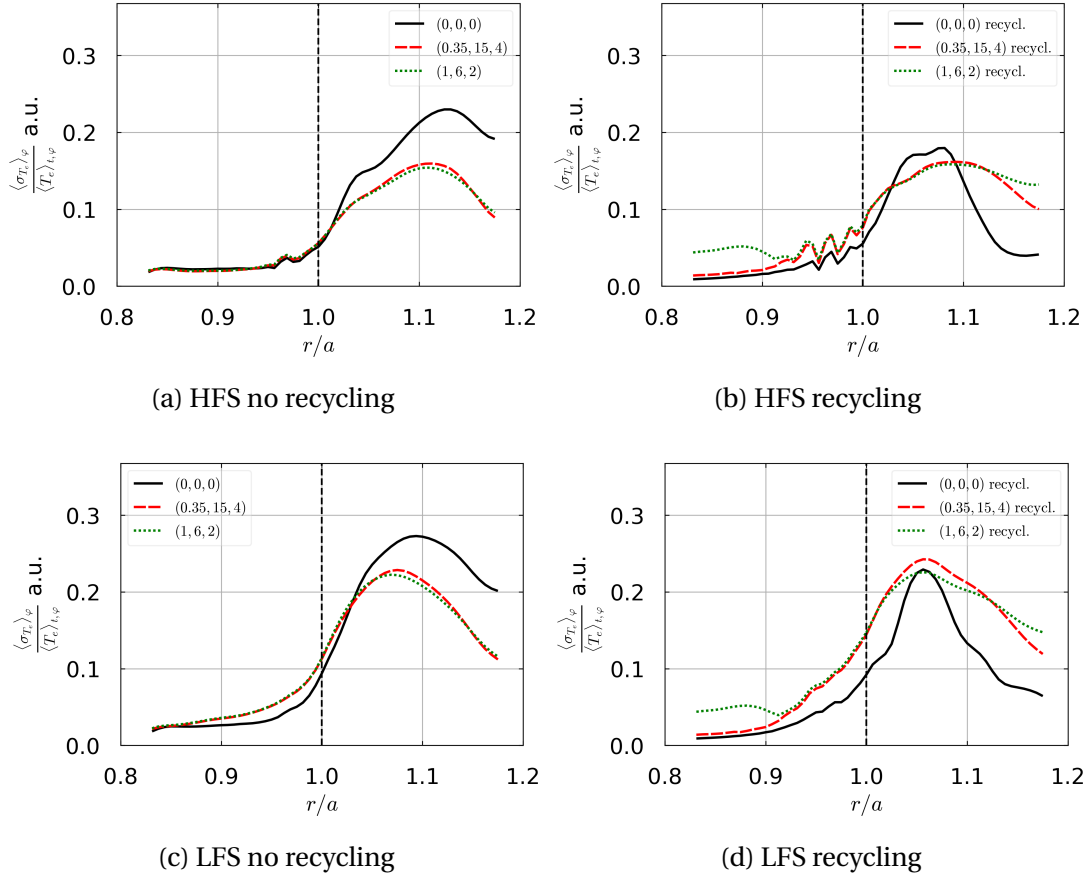 0.3
0.2
0.1
0.0
⟨σ_{T_e}⟩_φ / ⟨T_e⟩_{t,φ} a.u.
(0, 0, 0)
(0.35, 15, 4)
(1, 6, 2)
0.8 0.9 1.0 1.1 1.2
r/a
(a) HFS no recycling
0.3
0.2
0.1
0.0
⟨σ_{T_e}⟩_φ / ⟨T_e⟩_{t,φ} a.u.
(0, 0, 0) recycl.
(0.35, 15, 4) recycl.
(1, 6, 2) recycl.
0.8 0.9 1.0 1.1 1.2
r/a
(b) HFS recycling
0.3
0.2
0.1
0.0
⟨σ_{T_e}⟩_φ / ⟨T_e⟩_{t,φ} a.u.
(0, 0, 0)
(0.35, 15, 4)
(1, 6, 2)
0.8 0.9 1.0 1.1 1.2
r/a
(c) LFS no recycling
0.3
0.2
0.1
0.0
⟨σ_{T_e}⟩_φ / ⟨T_e⟩_{t,φ} a.u.
(0, 0, 0) recycl.
(0.35, 15, 4) recycl.
(1, 6, 2) recycl.
0.8 0.9 1.0 1.1 1.2
r/a
(d) LFS recycling